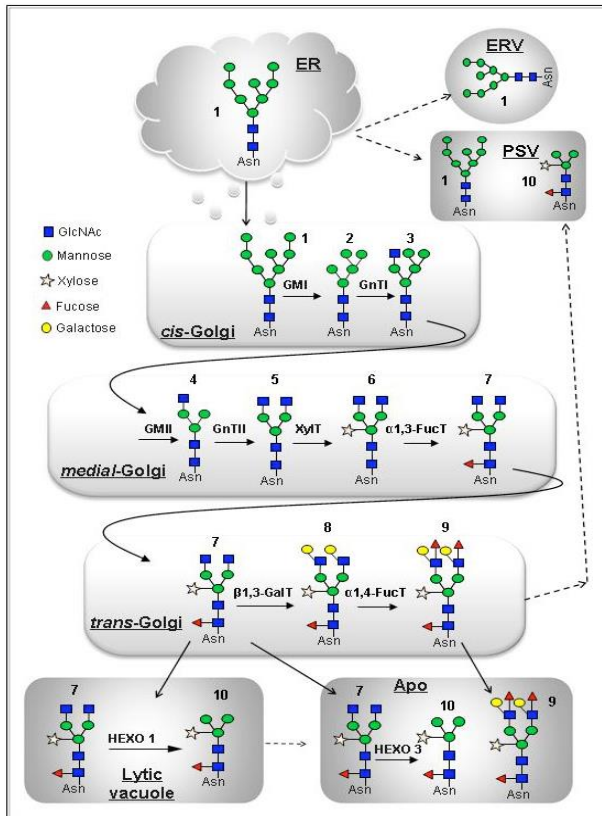 ER
1
Asn
ERV
Asn
1
PSV
1
10
Asn
Asn
GlcNAc
Mannose
Xylose
Fucose
Galactose
1
2
3
GMI
GnTI
Asn
Asn
Asn
cis-Golgi
4
5
6
7
GMII
GnTII
XylT
α1,3-FucT
Asn
Asn
Asn
Asn
medial-Golgi
7
8
9
β1,3-GalT
α1,4-FucT
Asn
Asn
Asn
trans-Golgi
7
10
HEXO 1
Asn
Asn
Lytic
vacuole
Apo
7
10
9
HEXO 3
Asn
Asn
Asn